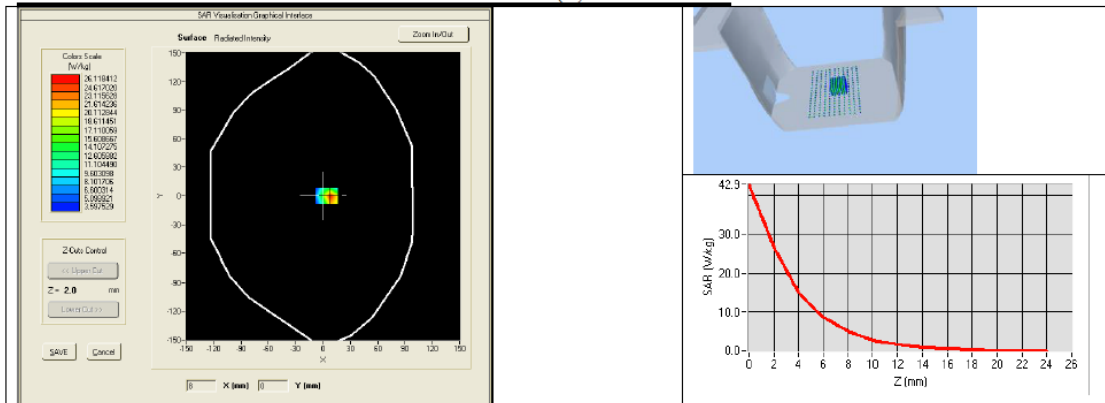 SAR Visualisation Graphical Interface
Surface Radiated Intensity
Zoom In/Out
Colors Scale
(W/kg)
26.118412
24.617020
23.115628
21.614236
20.112844
18.611451
17.110059
15.608667
14.107275
12.605882
11.104490
9.603098
8.101706
6.600314
5.098921
3.597529
150
120
90
60
30
0
-30
-60
-90
-120
-150
Y
-150 -120 -90 -60 -30 0 30 60 90 120 150
X
Z-Cuts Control
<< Upper Cut
Z = 2.0 mm
Lower Cut >>
SAVE Cancel
8 X (mm) 0 Y (mm)
42.9
30.0
20.0
10.0
0.0
SAR (W/kg)
0 2 4 6 8 10 12 14 16 18 20 22 24 26
Z (mm)